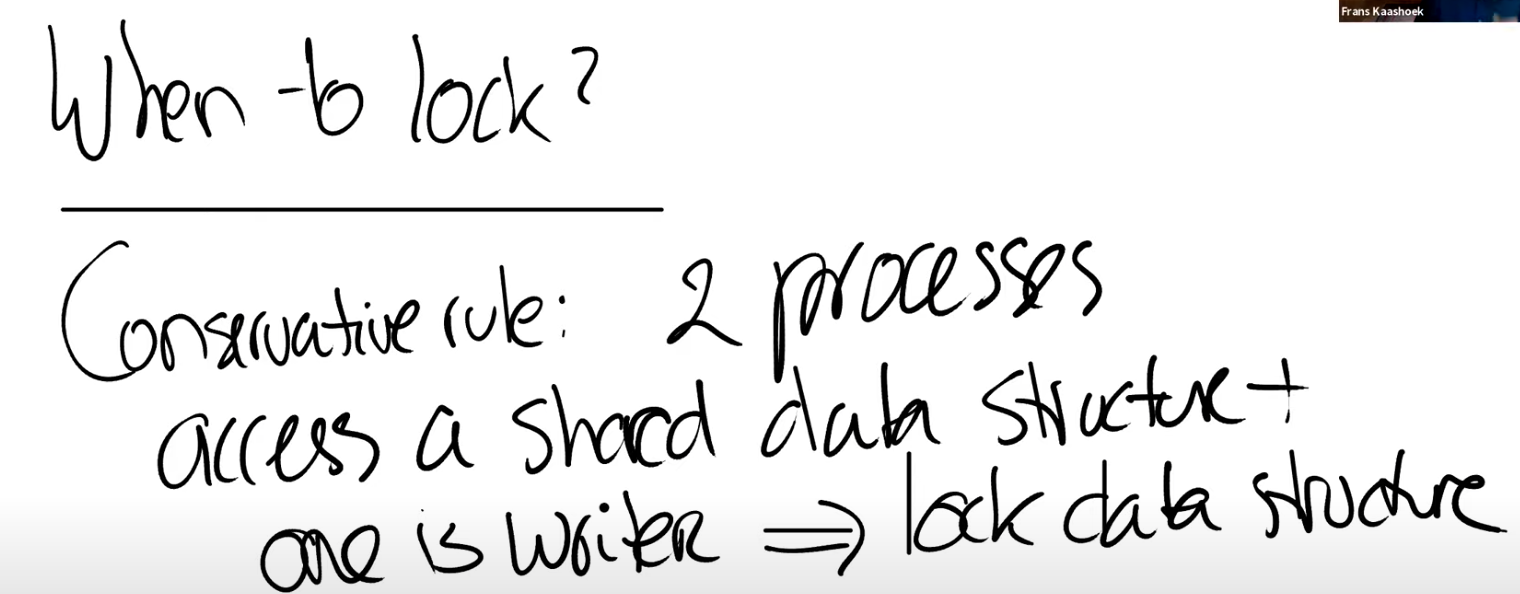 Frans Kaashoek
When to lock?
Conservative rule: 2 processes
access a shared data structure +
one is writer ⇒ lock data structure